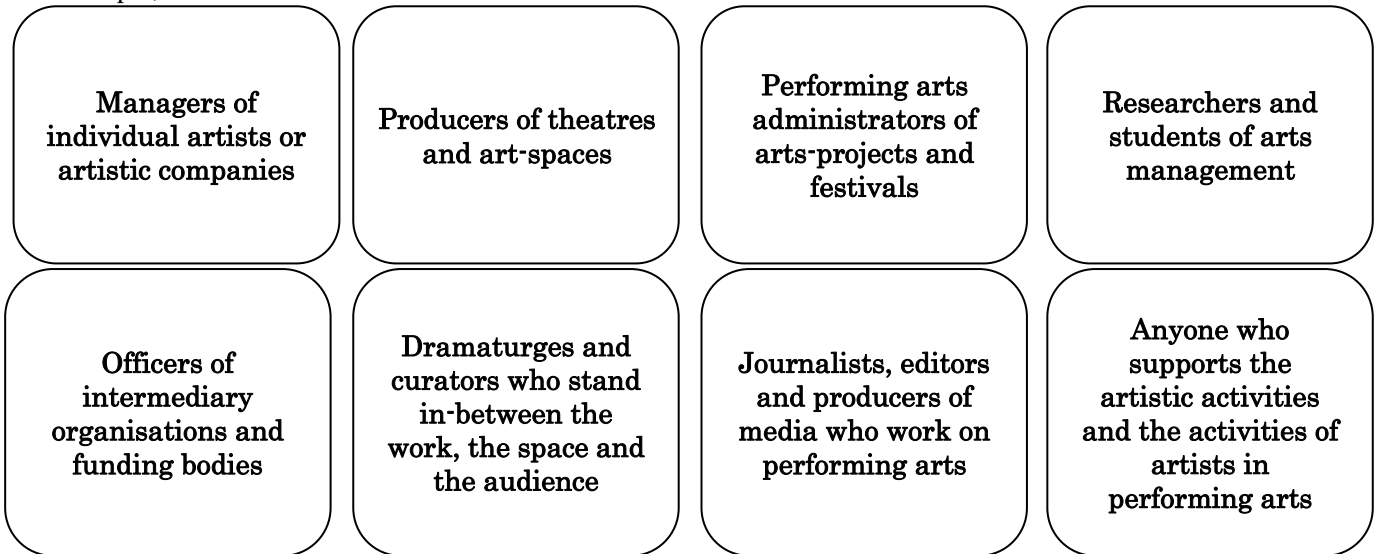 Managers of
individual artists or
artistic companies
Producers of theatres
and art-spaces
Performing arts
administrators of
arts-projects and
festivals
Researchers and
students of arts
management
Officers of
intermediary
organisations and
funding bodies
Dramaturges and
curators who stand
in-between the
work, the space and
the audience
Journalists, editors
and producers of
media who work on
performing arts
Anyone who
supports the
artistic activities
and the activities of
artists in
performing arts